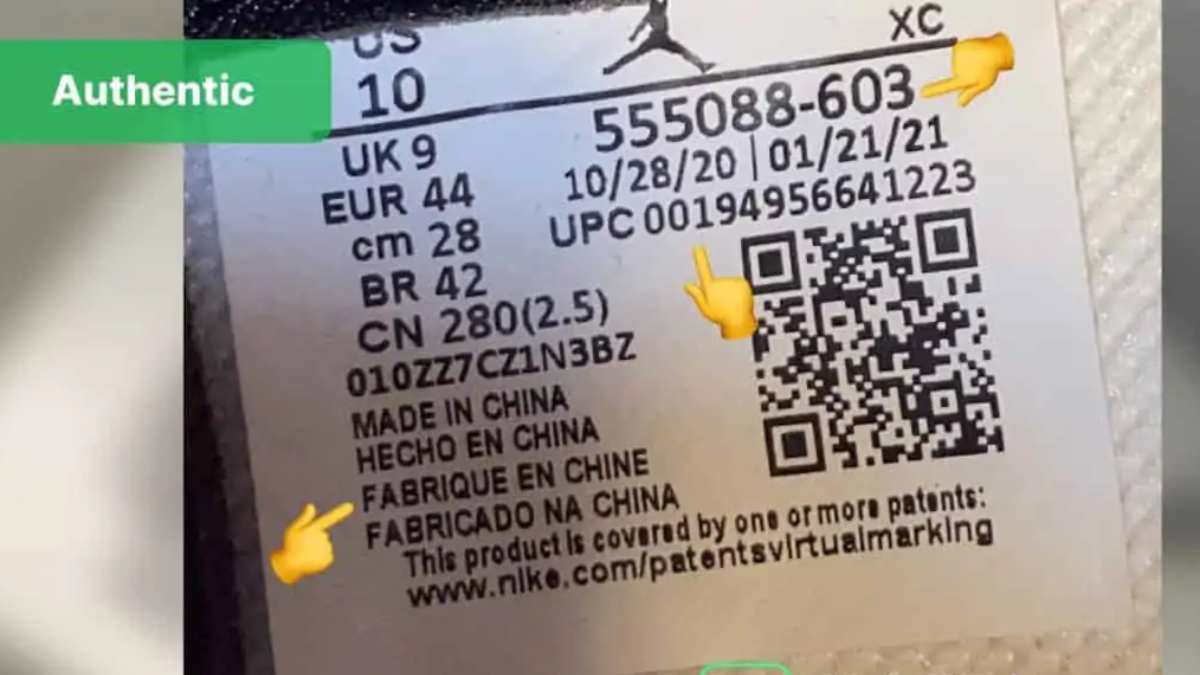 Authentic
US
10
XC
555088-603
UK 9
10/28/20 | 01/21/21
EUR 44
UPC 00194956641223
cm 28
BR 42
CN 280(2.5)
010ZZ7CZ1N3BZ
MADE IN CHINA
HECHO EN CHINA
FABRIQUE EN CHINE
FABRICADO NA CHINA
This product is covered by one or more patents:
www.nike.com/patentsvirtualmarking